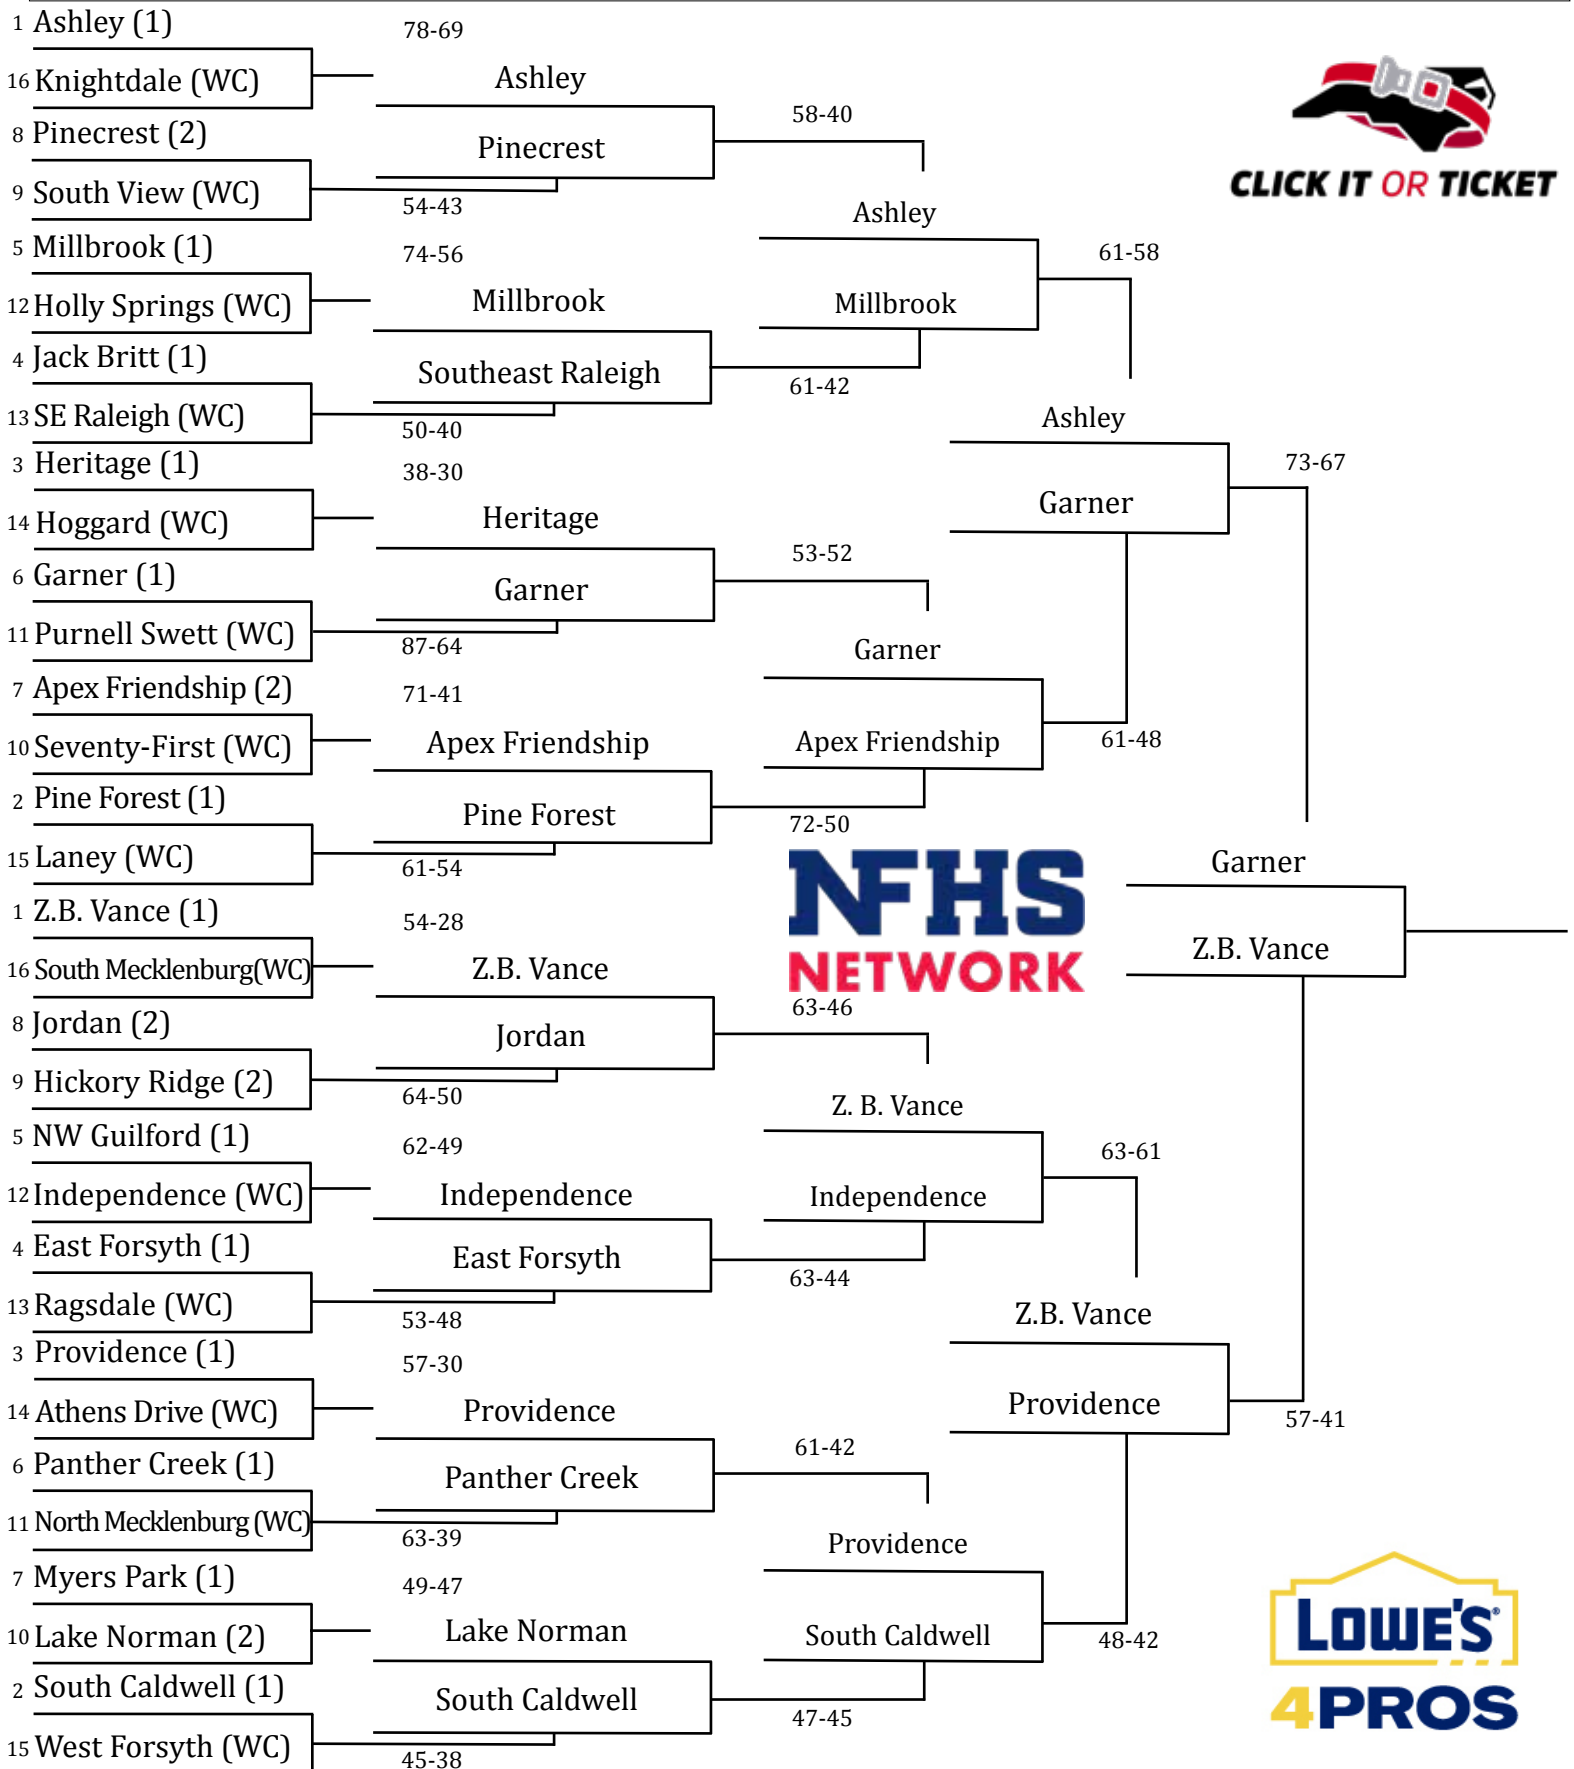 1 Ashley (1)
78-69
16 Knightdale (WC)
Ashley
8 Pinecrest (2)
58-40
Pinecrest
9 South View (WC)
54-43
CLICK IT OR TICKET
Ashley
5 Millbrook (1)
74-56
61-58
12 Holly Springs (WC)
Millbrook
Millbrook
4 Jack Britt (1)
Southeast Raleigh
61-42
13 SE Raleigh (WC)
50-40
Ashley
3 Heritage (1)
38-30
73-67
Garner
14 Hoggard (WC)
Heritage
53-52
6 Garner (1)
Garner
11 Purnell Swett (WC)
87-64
Garner
7 Apex Friendship (2)
71-41
10 Seventy-First (WC)
Apex Friendship
Apex Friendship
61-48
2 Pine Forest (1)
Pine Forest
72-50
15 Laney (WC)
61-54
NFHS
NETWORK
Garner
1 Z.B. Vance (1)
54-28
Z.B. Vance
16 South Mecklenburg(WC)
Z.B. Vance
63-46
8 Jordan (2)
Jordan
9 Hickory Ridge (2)
64-50
Z. B. Vance
5 NW Guilford (1)
62-49
63-61
12 Independence (WC)
Independence
Independence
4 East Forsyth (1)
East Forsyth
63-44
13 Ragsdale (WC)
53-48
Z.B. Vance
3 Providence (1)
57-30
14 Athens Drive (WC)
Providence
Providence
57-41
6 Panther Creek (1)
61-42
Panther Creek
11 North Mecklenburg (WC)
63-39
Providence
7 Myers Park (1)
49-47
10 Lake Norman (2)
Lake Norman
South Caldwell
48-42
LOWE'S®
2 South Caldwell (1)
South Caldwell
47-45
4PROS
15 West Forsyth (WC)
45-38